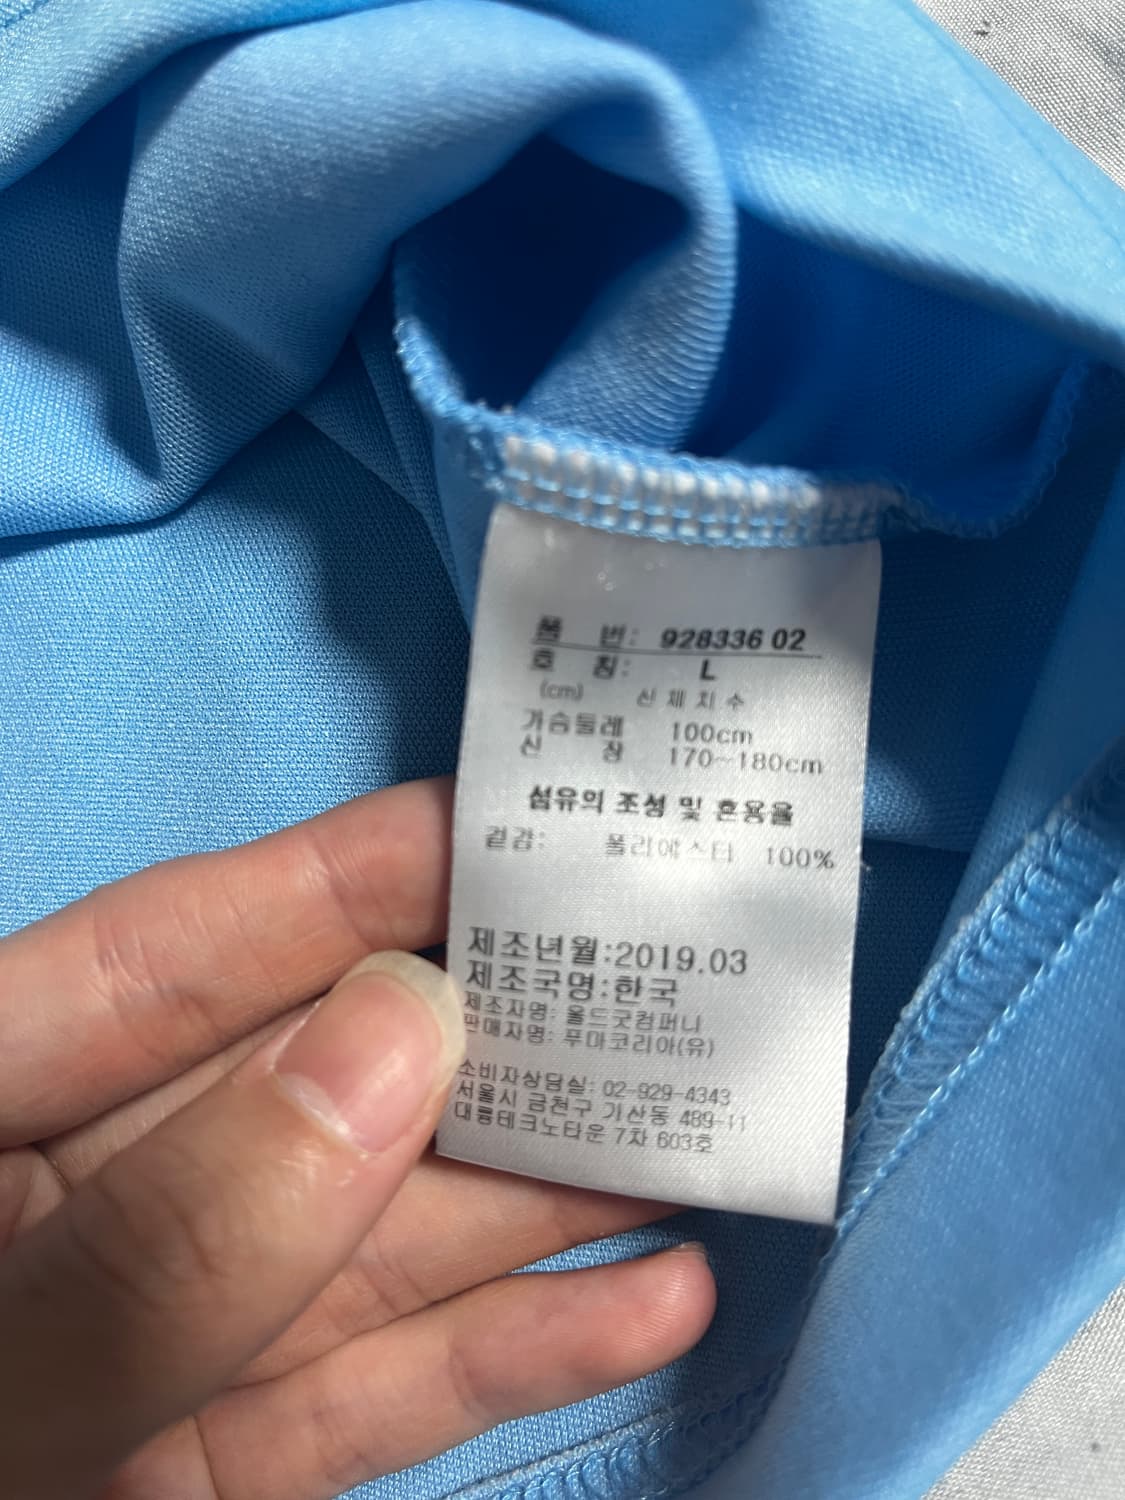 품 번: 928336 02
호 칭: L
(cm) 신 체 치 수
가슴둘레 100cm
신 장 170~180cm
섬유의 조성 및 혼용율
겉감: 폴리에스터 100%
제조년월:2019.03
제조국명:한국
제조자명: 올드굿컴퍼니
판매자명: 푸마코리아(유)
소비자상담실: 02-929-4343
서울시 금천구 가산동 489-11
대륭테크노타운 7차 603호